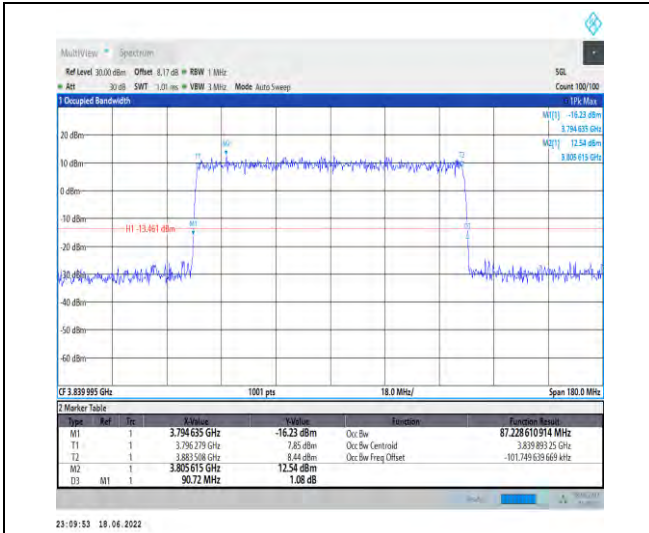 MultiView Spectrum
Ref Level 30.00 dBm Offset 8.17 dB RBW 1 MHz SGL
Att 30 dB SWT 1.01 ms VBW 3 MHz Mode Auto Sweep Count 100/100
1 Occupied Bandwidth 1Pk Max
M1[1] -16.23 dBm
3.794 635 GHz
M2[1] 12.54 dBm
3.805 615 GHz
20 dBm
M2
T1
10 dBm
0 dBm
-10 dBm
M1
H1 -13.461 dBm
-30 dBm
-40 dBm
-50 dBm
-60 dBm
CF 3.839 995 GHz 1001 pts 18.0 MHz/ Span 180.0 MHz
2 Marker Table
Type Ref Trc X-Value Y-Value Function Function Result
M1 1 3.794 635 GHz -16.23 dBm Occ Bw 87.228 610 914 MHz
T1 1 3.796 279 GHz 7.85 dBm Occ Bw Centroid 3.839 893 25 GHz
T2 1 3.883 508 GHz 8.44 dBm Occ Bw Freq Offset -101.749 639 669 kHz
M2 1 3.805 615 GHz 12.54 dBm
D3 M1 1 90.72 MHz 1.08 dB
23:09:53 18.06.2022